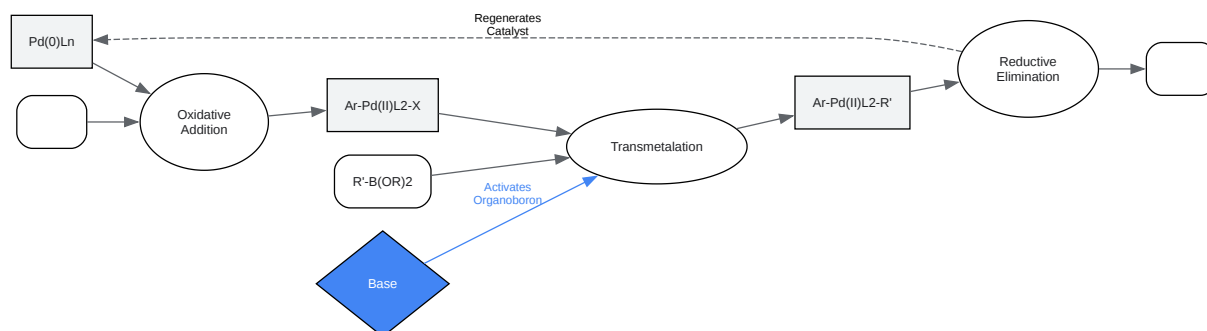 Regenerates
Catalyst
Pd(0)Ln
Oxidative
Addition
Ar-Pd(II)L2-X
R'-B(OR)2
Activates
Organoboron
Base
Transmetalation
Ar-Pd(II)L2-R'
Reductive
Elimination